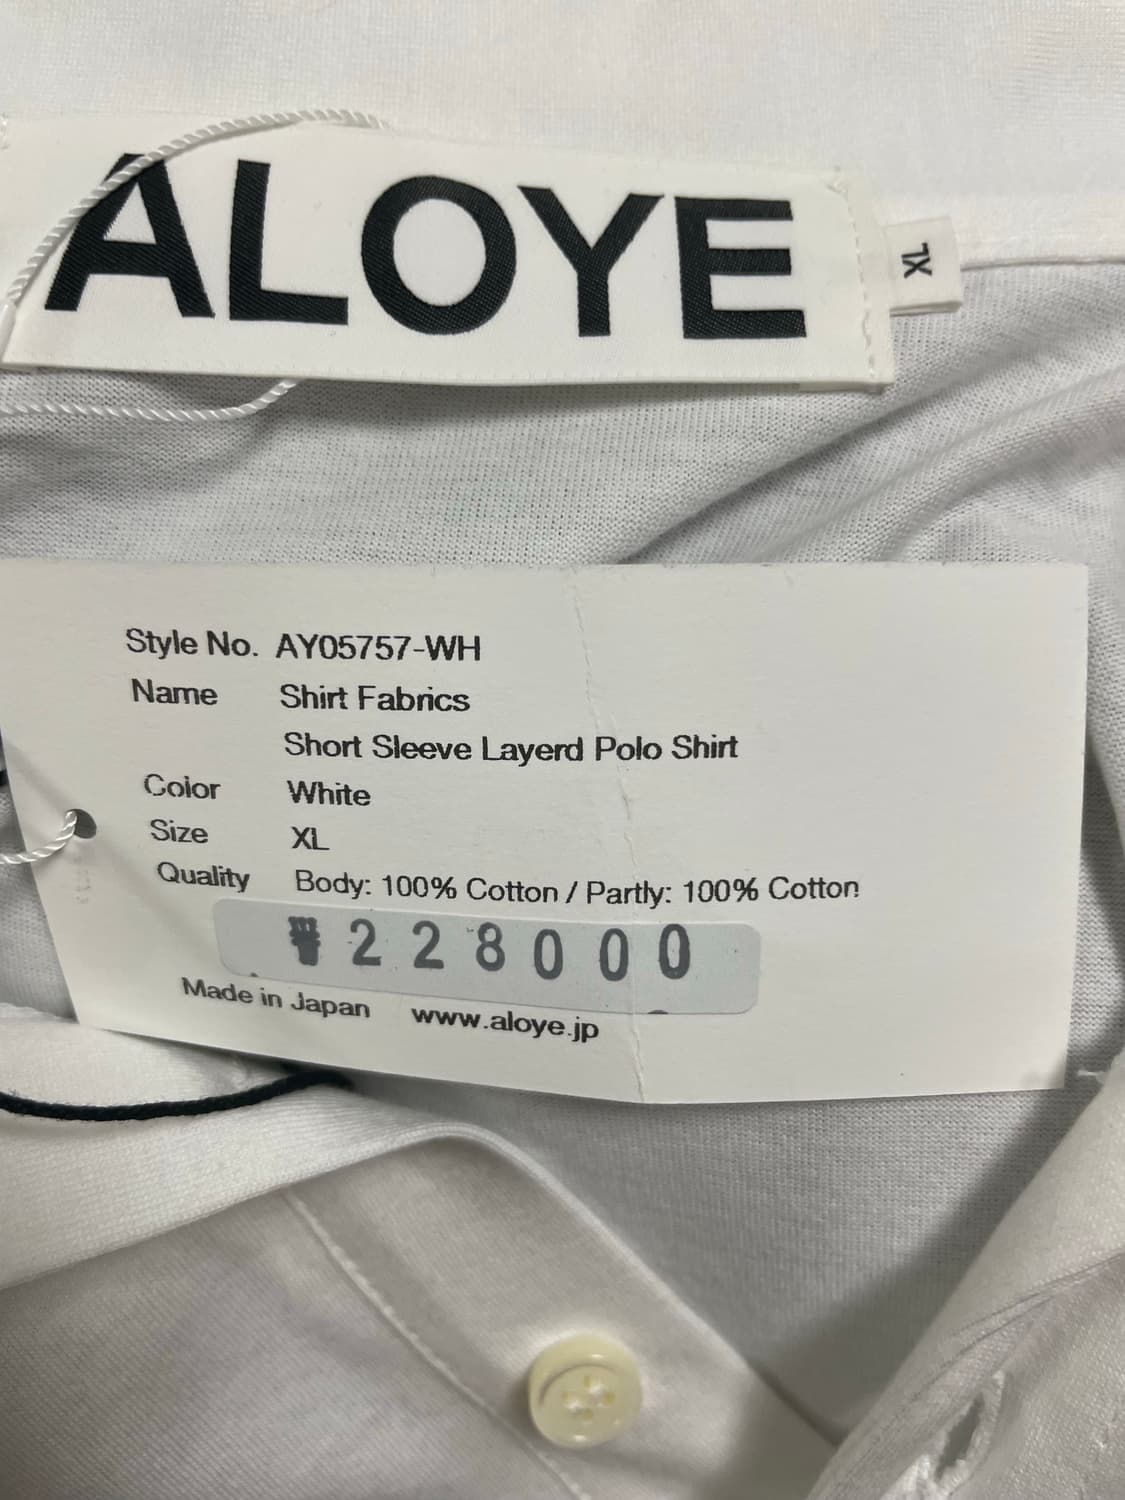 ALOYE
XL
Style No. AY05757-WH
Name Shirt Fabrics
Short Sleeve Layerd Polo Shirt
Color White
Size XL
Quality Body: 100% Cotton / Partly: 100% Cotton
228000
Made in Japan www.aloye.jp